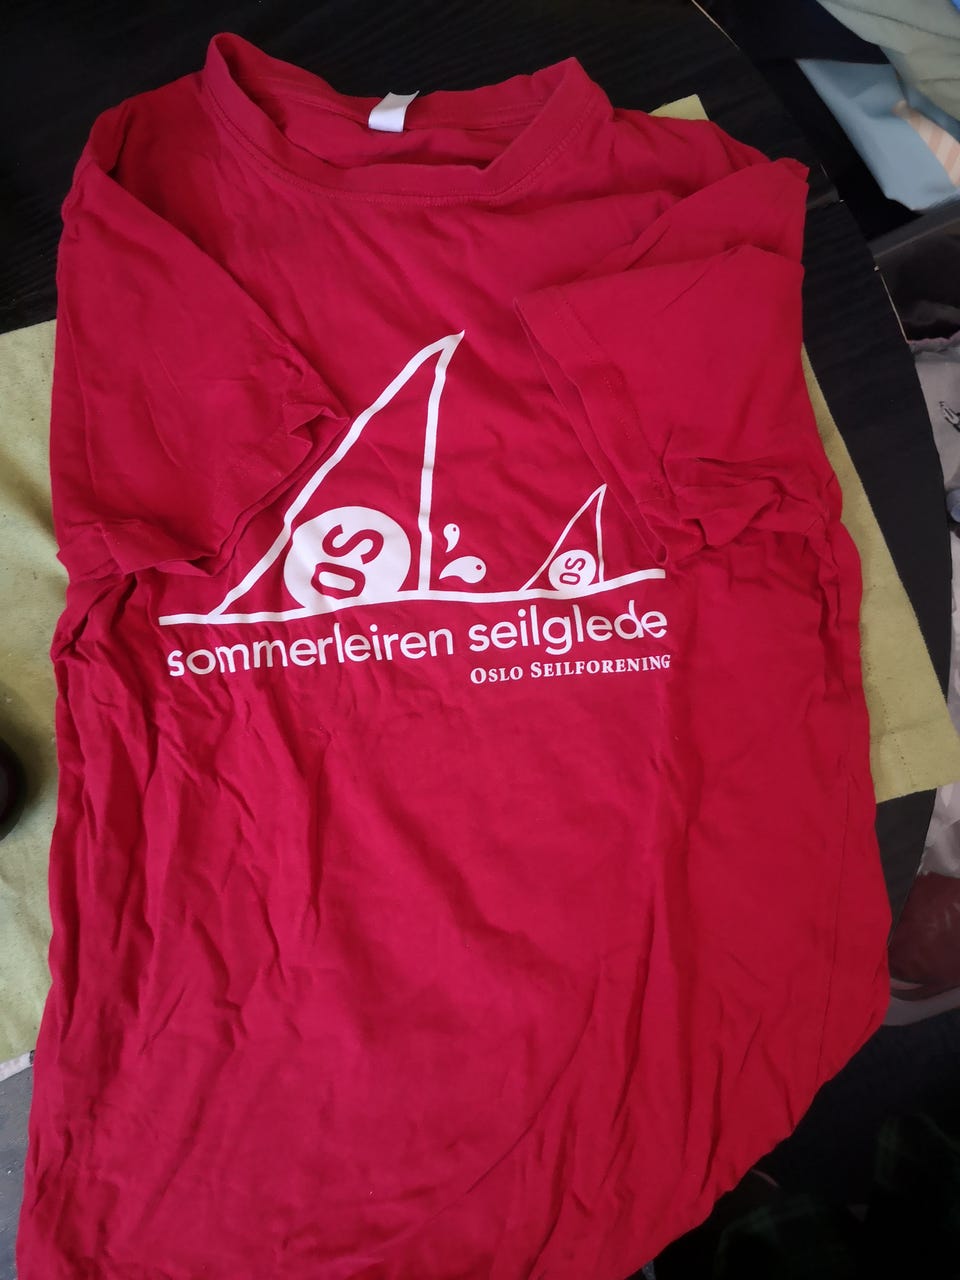 OS
OS
sommerleiren seilglede
OSLO SEILFORENING